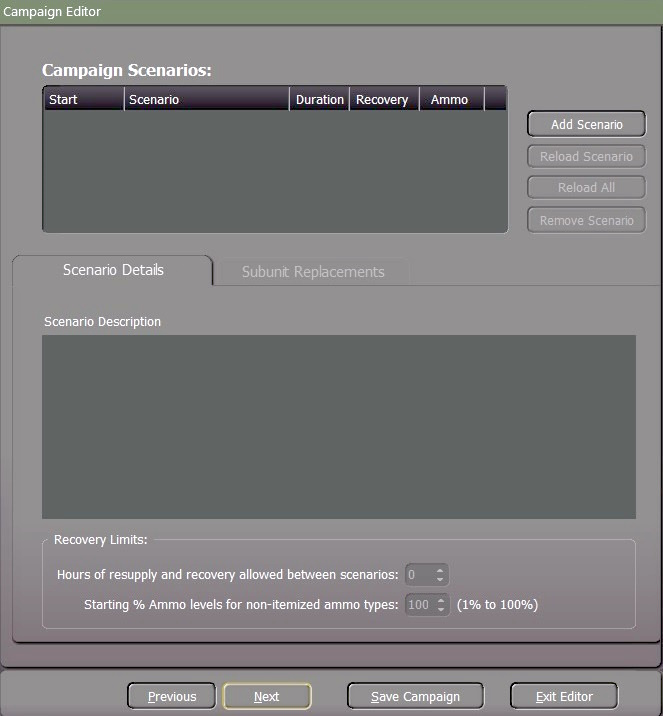 Campaign Editor
Campaign Scenarios:
Start Scenario Duration Recovery Ammo
Add Scenario
Reload Scenario
Reload All
Remove Scenario
Scenario Details Subunit Replacements
Scenario Description
Recovery Limits:
Hours of resupply and recovery allowed between scenarios: 0
Starting % Ammo levels for non-itemized ammo types: 100 (1% to 100%)
Previous Next Save Campaign Exit Editor